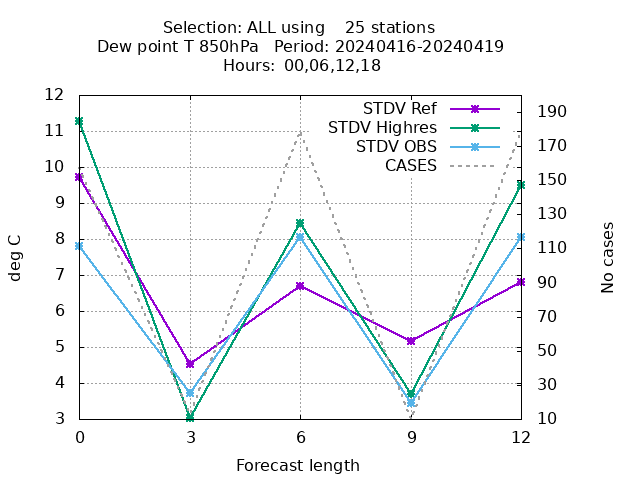 Selection: ALL using    25 stations
Dew point T 850hPa   Period: 20240416-20240419
Hours: 00,06,12,18
STDV Ref
STDV Highres
STDV OBS
CASES
deg C
No cases
12
11
10
9
8
7
6
5
4
3
190
170
150
130
110
90
70
50
30
10
0 3 6 9 12
Forecast length